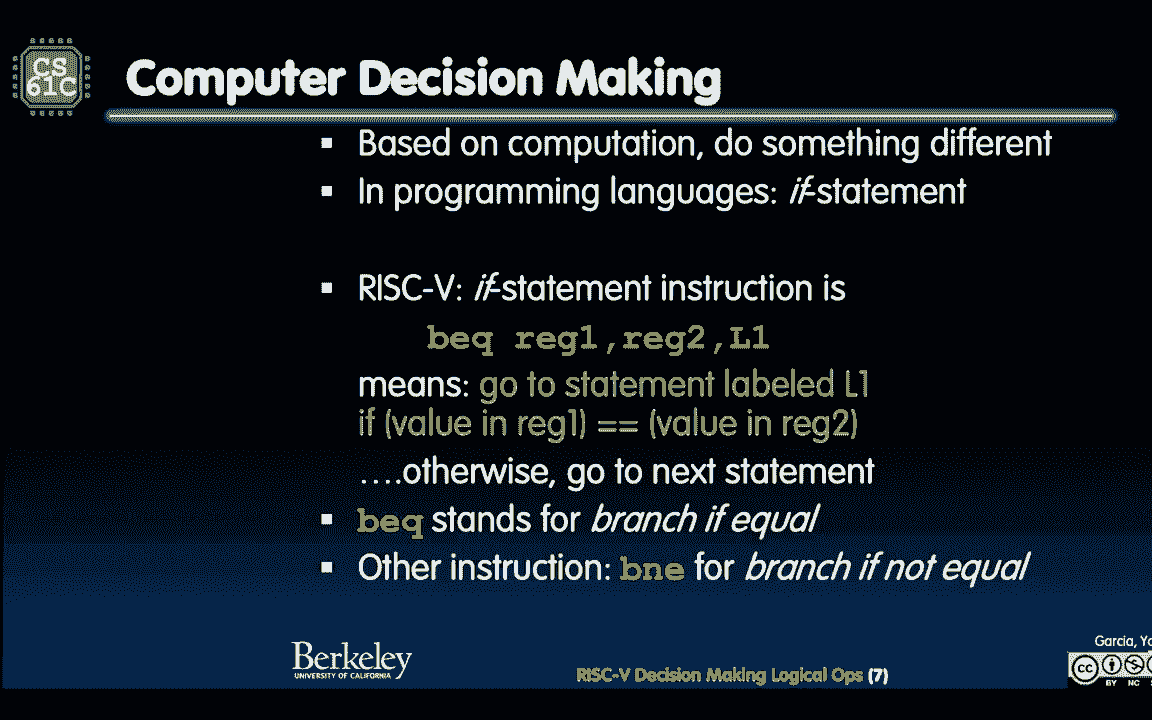 CS
61C
Computer Decision Making
▪ Based on computation, do something different
▪ In programming languages: if-statement
▪ RISC-V: if-statement instruction is
beq reg1,reg2,L1
means: go to statement labeled L1
if (value in reg1) == (value in reg2)
....otherwise, go to next statement
▪ beq stands for branch if equal
▪ Other instruction: bne for branch if not equal
Berkeley
UNIVERSITY OF CALIFORNIA
RISC-V Decision Making Logical Ops (7)
Garcia,
cc
BY NC